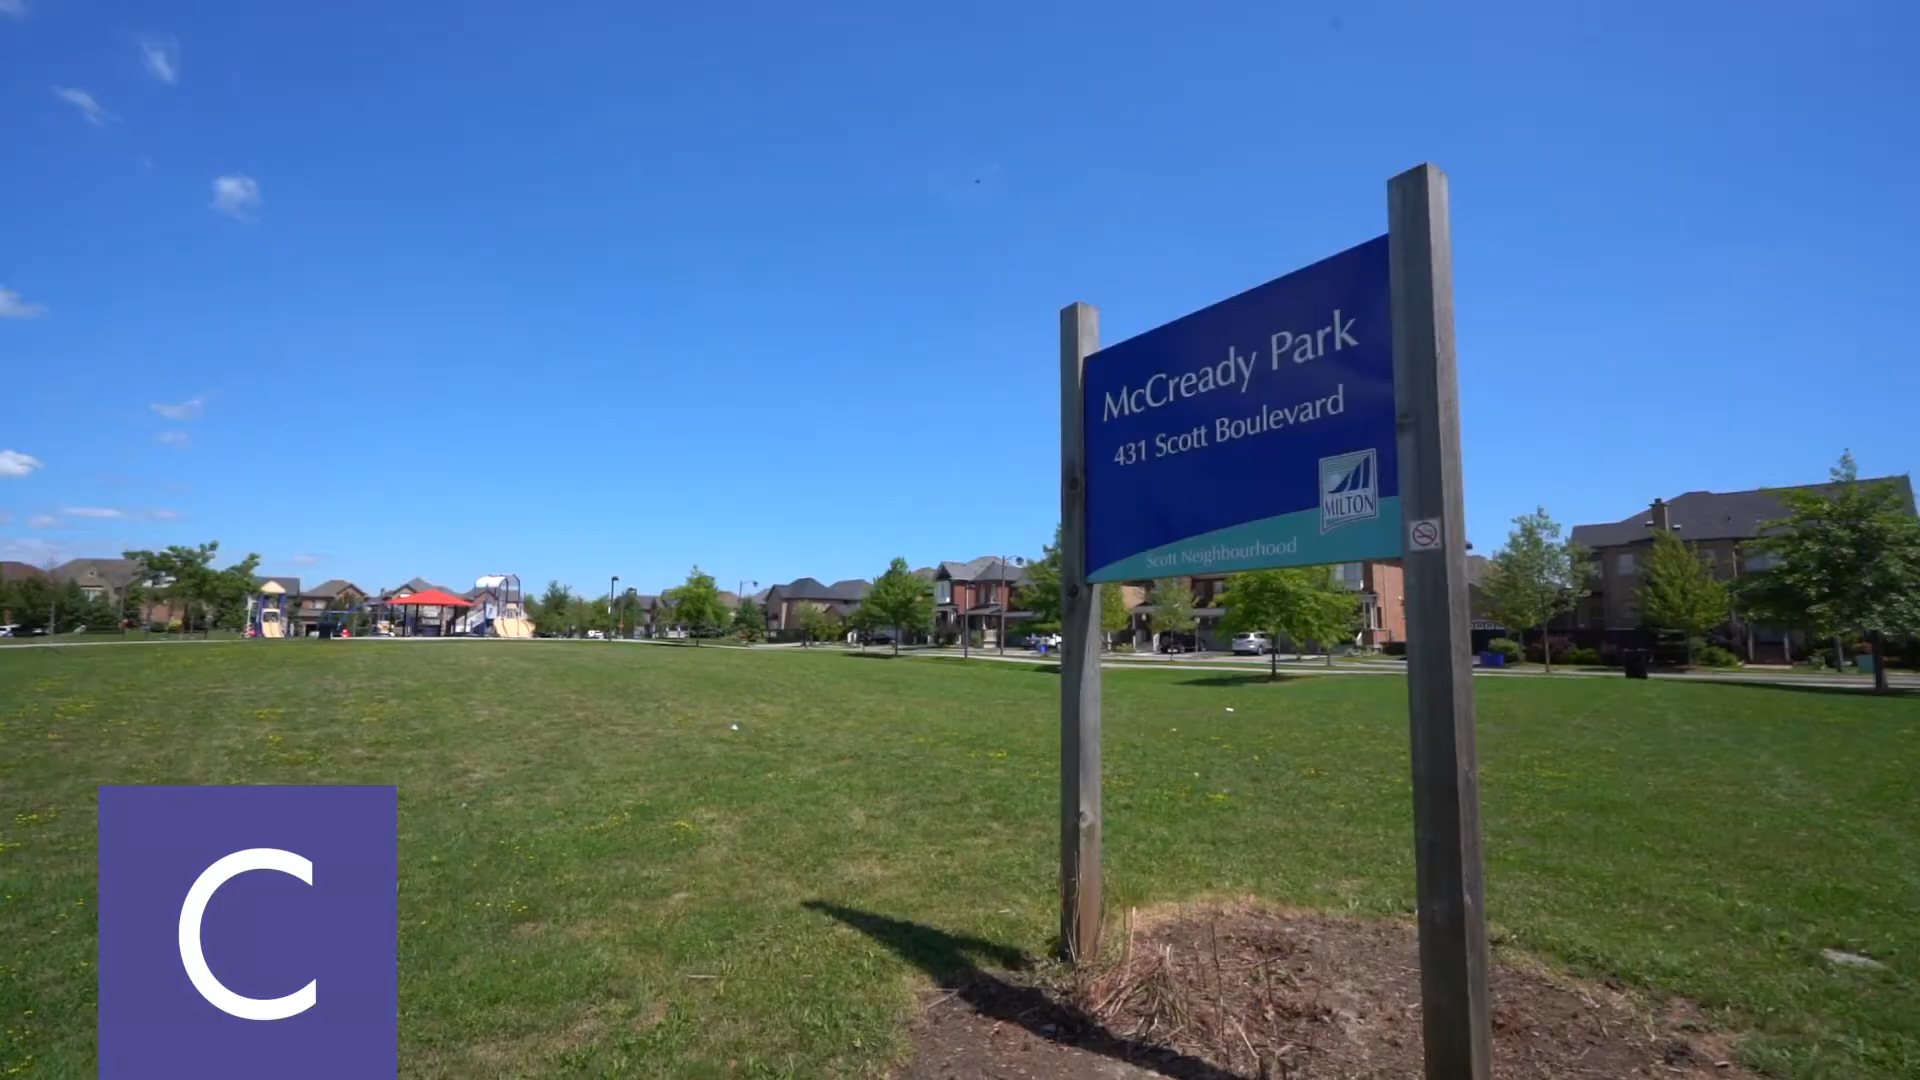 McCready Park
431 Scott Boulevard
MILTON
Scott Neighbourhood
C